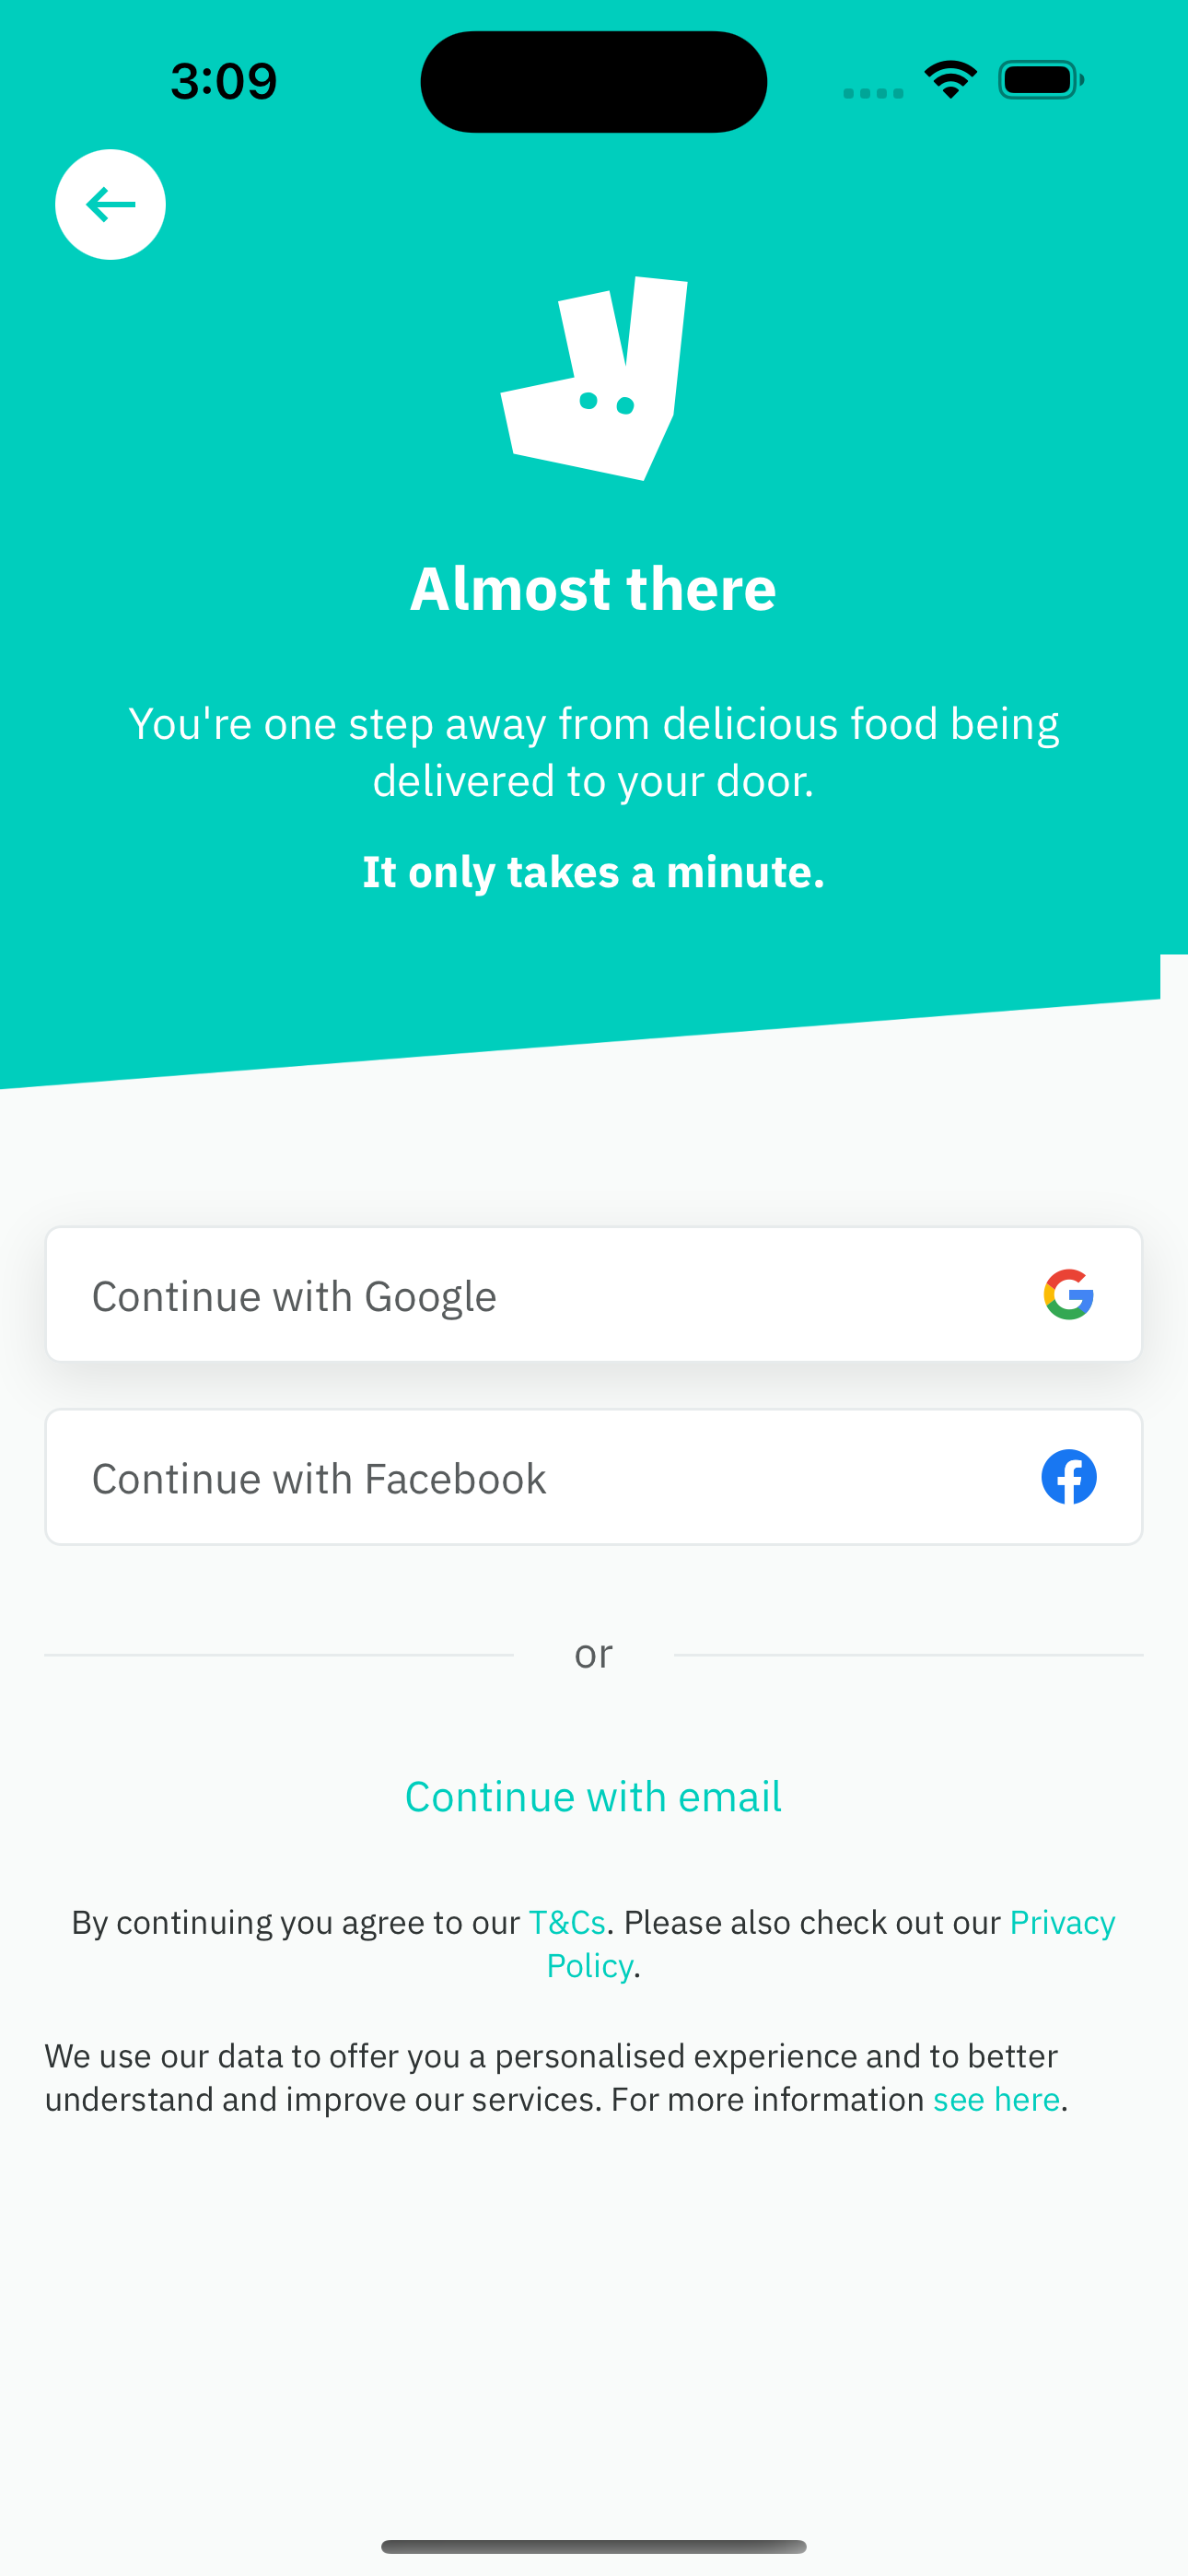 3:09
Almost there
You're one step away from delicious food being
delivered to your door.
It only takes a minute.
Continue with Google
Continue with Facebook
or
Continue with email
By continuing you agree to our T&Cs. Please also check out our Privacy
Policy.
We use our data to offer you a personalised experience and to better
understand and improve our services. For more information see here.